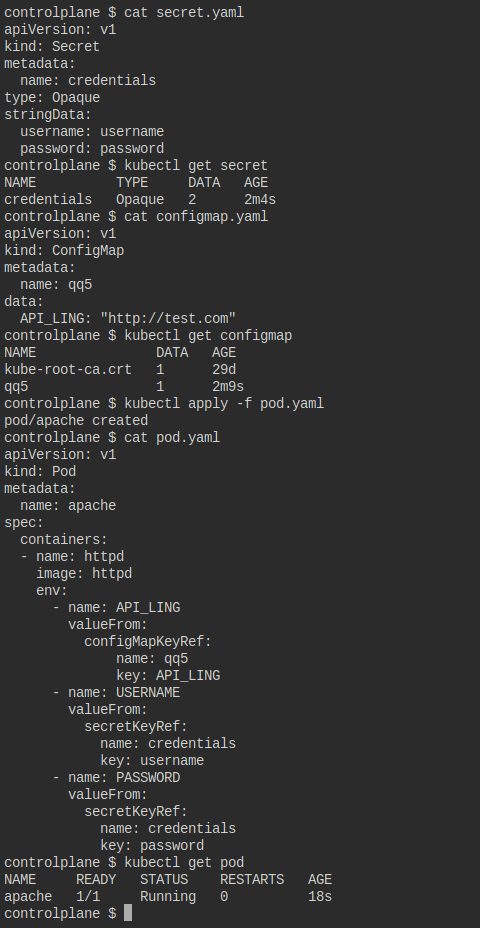 controlplane $ cat secret.yaml
apiVersion: v1
kind: Secret
metadata:
  name: credentials
type: Opaque
stringData:
  username: username
  password: password
controlplane $ kubectl get secret
NAME          TYPE     DATA   AGE
credentials   Opaque   2      2m4s
controlplane $ cat configmap.yaml
apiVersion: v1
kind: ConfigMap
metadata:
  name: qq5
data:
  API_LING: "http://test.com"
controlplane $ kubectl get configmap
NAME               DATA   AGE
kube-root-ca.crt   1      29d
qq5                1      2m9s
controlplane $ kubectl apply -f pod.yaml
pod/apache created
controlplane $ cat pod.yaml
apiVersion: v1
kind: Pod
metadata:
  name: apache
spec:
  containers:
  - name: httpd
    image: httpd
    env:
      - name: API_LING
        valueFrom:
          configMapKeyRef:
              name: qq5
              key: API_LING
      - name: USERNAME
        valueFrom:
          secretKeyRef:
            name: credentials
            key: username
      - name: PASSWORD
        valueFrom:
          secretKeyRef:
            name: credentials
            key: password
controlplane $ kubectl get pod
NAME     READY   STATUS    RESTARTS   AGE
apache   1/1     Running   0          18s
controlplane $